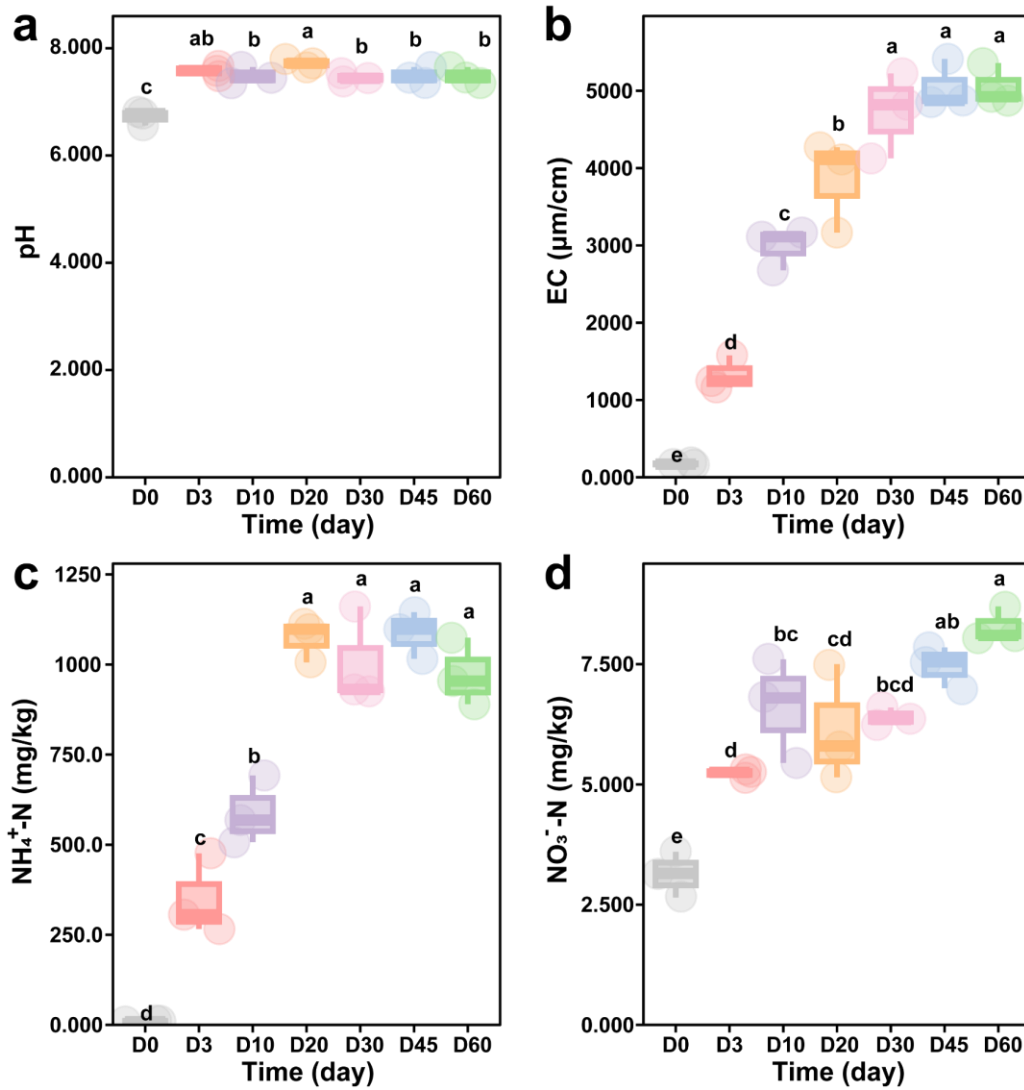 a
8.000
6.000
4.000
2.000
0.000
pH
c
ab
b
a
b
b
b
D0 D3 D10 D20 D30 D45 D60
Time (day)
b
5000
4000
3000
2000
1000
0.000
EC (μm/cm)
e
d
c
b
a
a
a
D0 D3 D10 D20 D30 D45 D60
Time (day)
c
1250
1000
750.0
500.0
250.0
0.000
NH₄⁺-N (mg/kg)
d
c
b
a
a
a
a
D0 D3 D10 D20 D30 D45 D60
Time (day)
d
7.500
5.000
2.500
0.000
NO₃⁻-N (mg/kg)
e
d
bc
cd
bcd
ab
a
D0 D3 D10 D20 D30 D45 D60
Time (day)